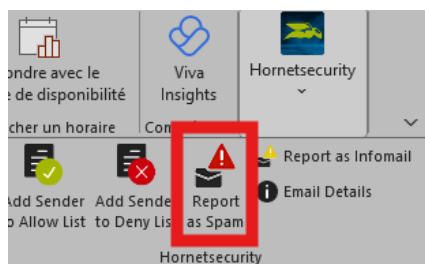 ondre avec le
e de disponibilité
Viva
Insights
Hornetsecurity
cher un horaire
Com
Add Sender
o Allow List
Add Sende
to Deny Lis
Report
as Spam
Report as Infomail
Email Details
Hornetsecurity